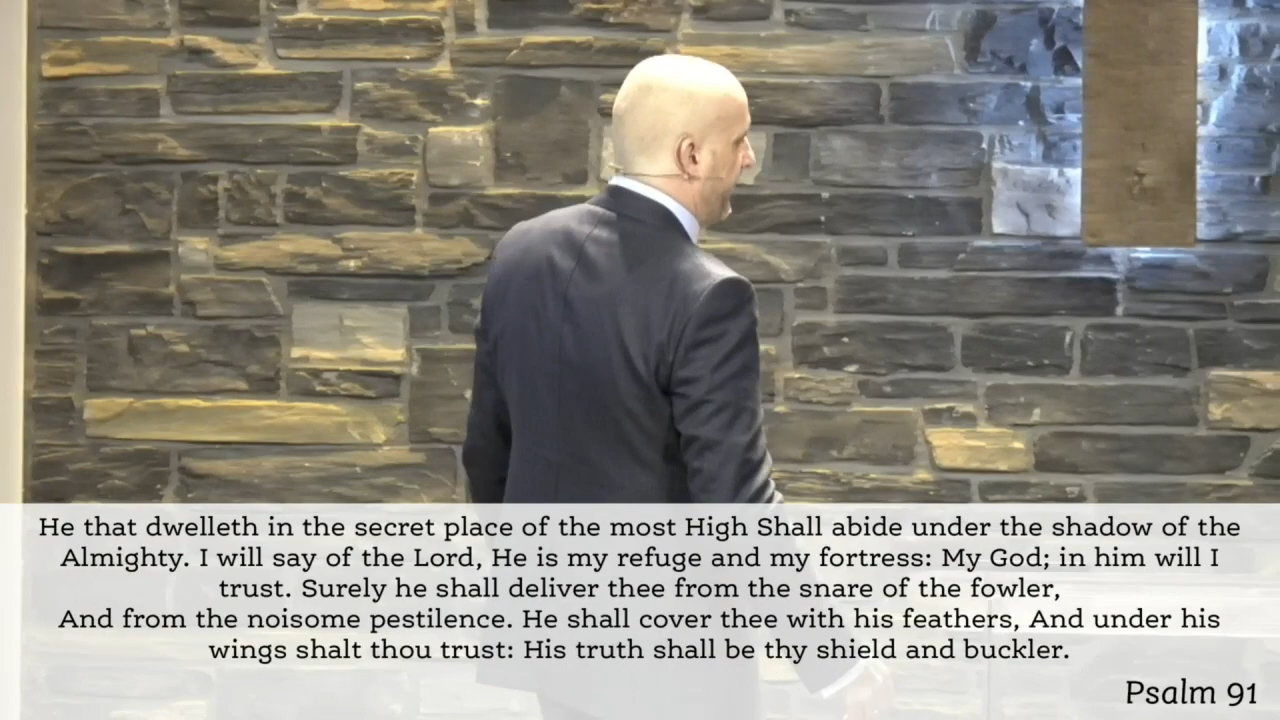 He that dwelleth in the secret place of the most High Shall abide under the shadow of the
Almighty. I will say of the Lord, He is my refuge and my fortress: My God; in him will I
trust. Surely he shall deliver thee from the snare of the fowler,
And from the noisome pestilence. He shall cover thee with his feathers, And under his
wings shalt thou trust: His truth shall be thy shield and buckler.
Psalm 91